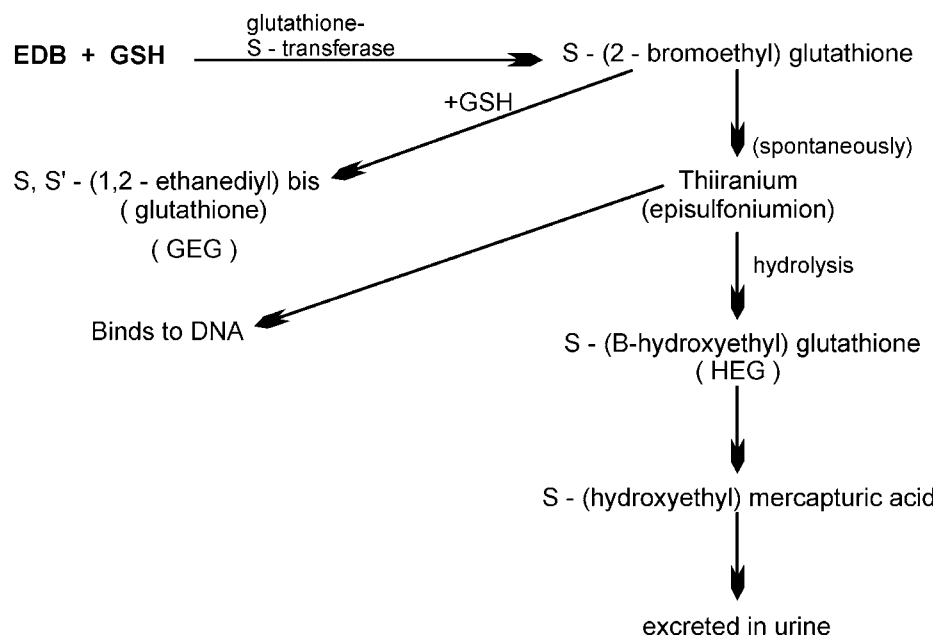 glutathione-
S - transferase
EDB + GSH
S - (2 - bromoethyl) glutathione
+GSH
(spontaneously)
S, S' - (1,2 - ethanediyl) bis
( glutathione)
( GEG )
Thiiranium
(episulfoniumion)
hydrolysis
Binds to DNA
S - (B-hydroxyethyl) glutathione
( HEG )
S - (hydroxyethyl) mercapturic acid
excreted in urine